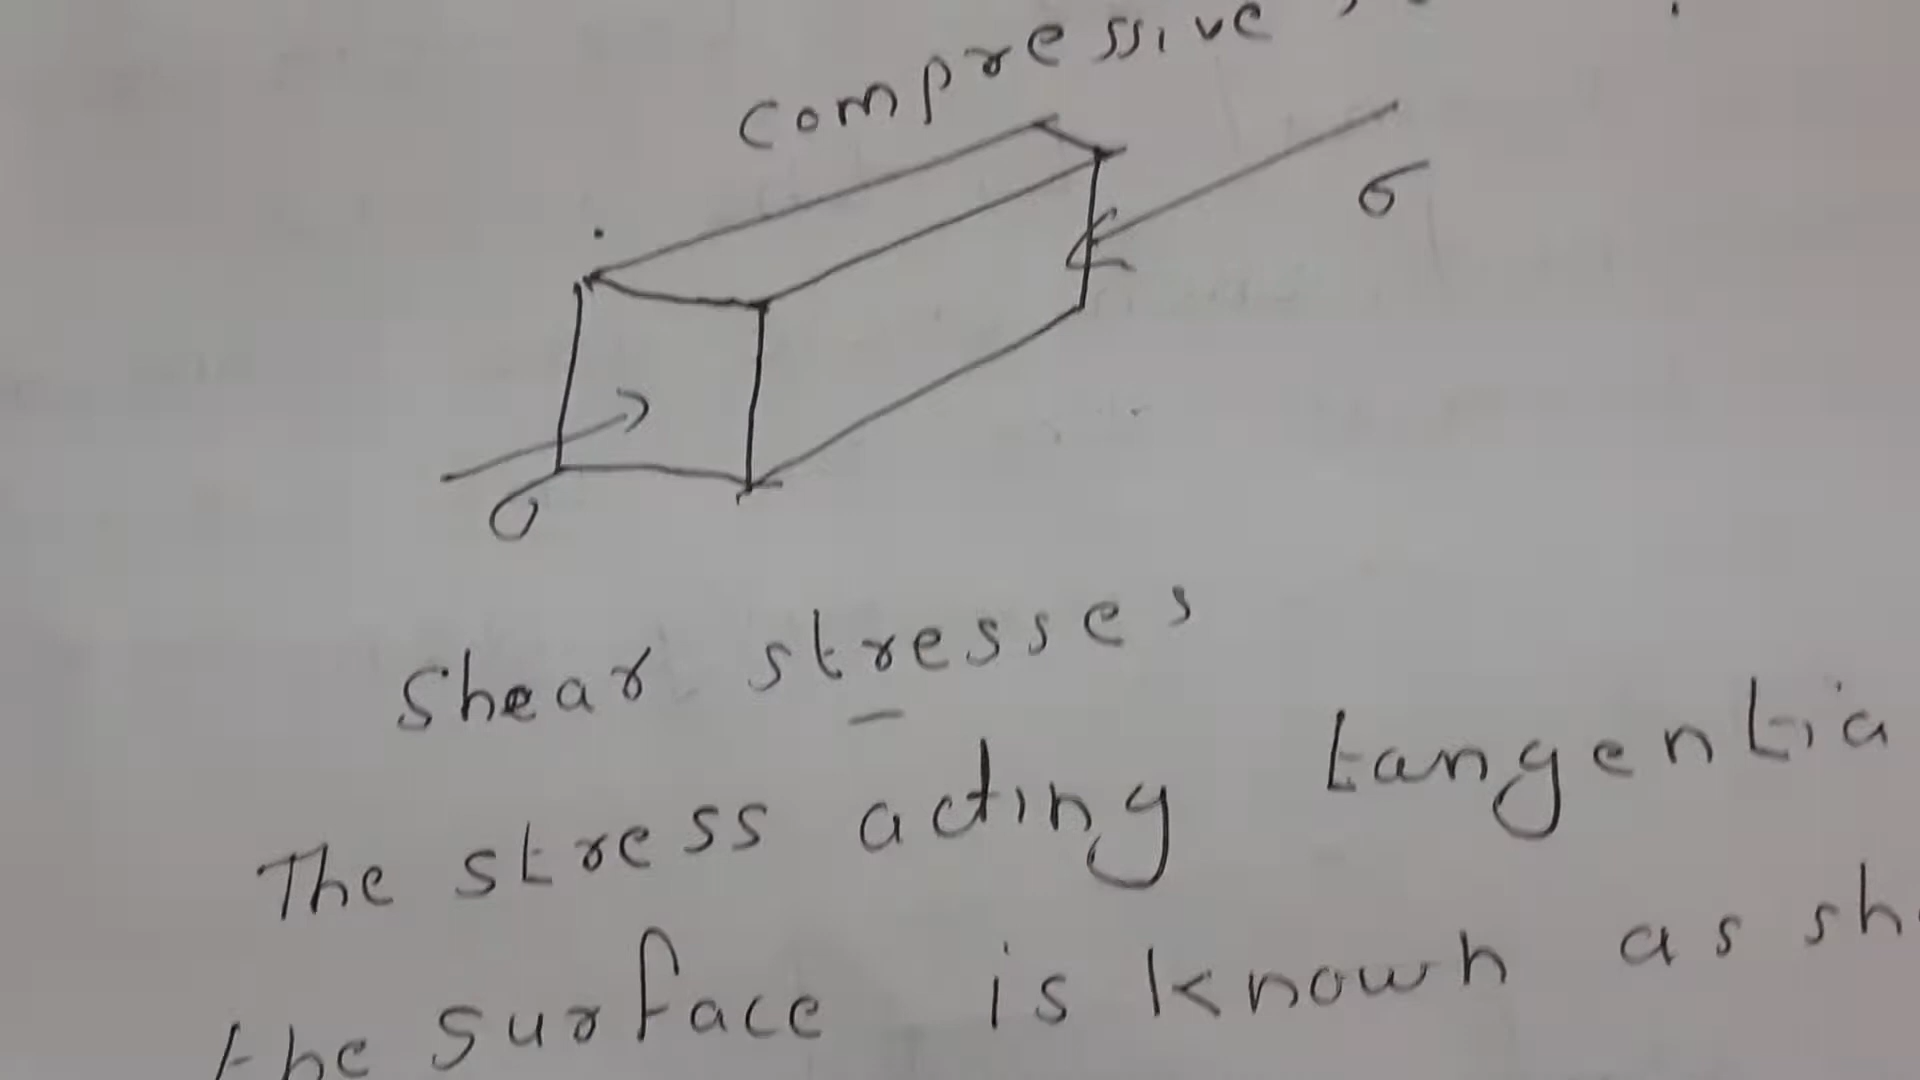 compressive
σ
σ
Shear stresses
The stress acting tangentia
the surface is known as sh